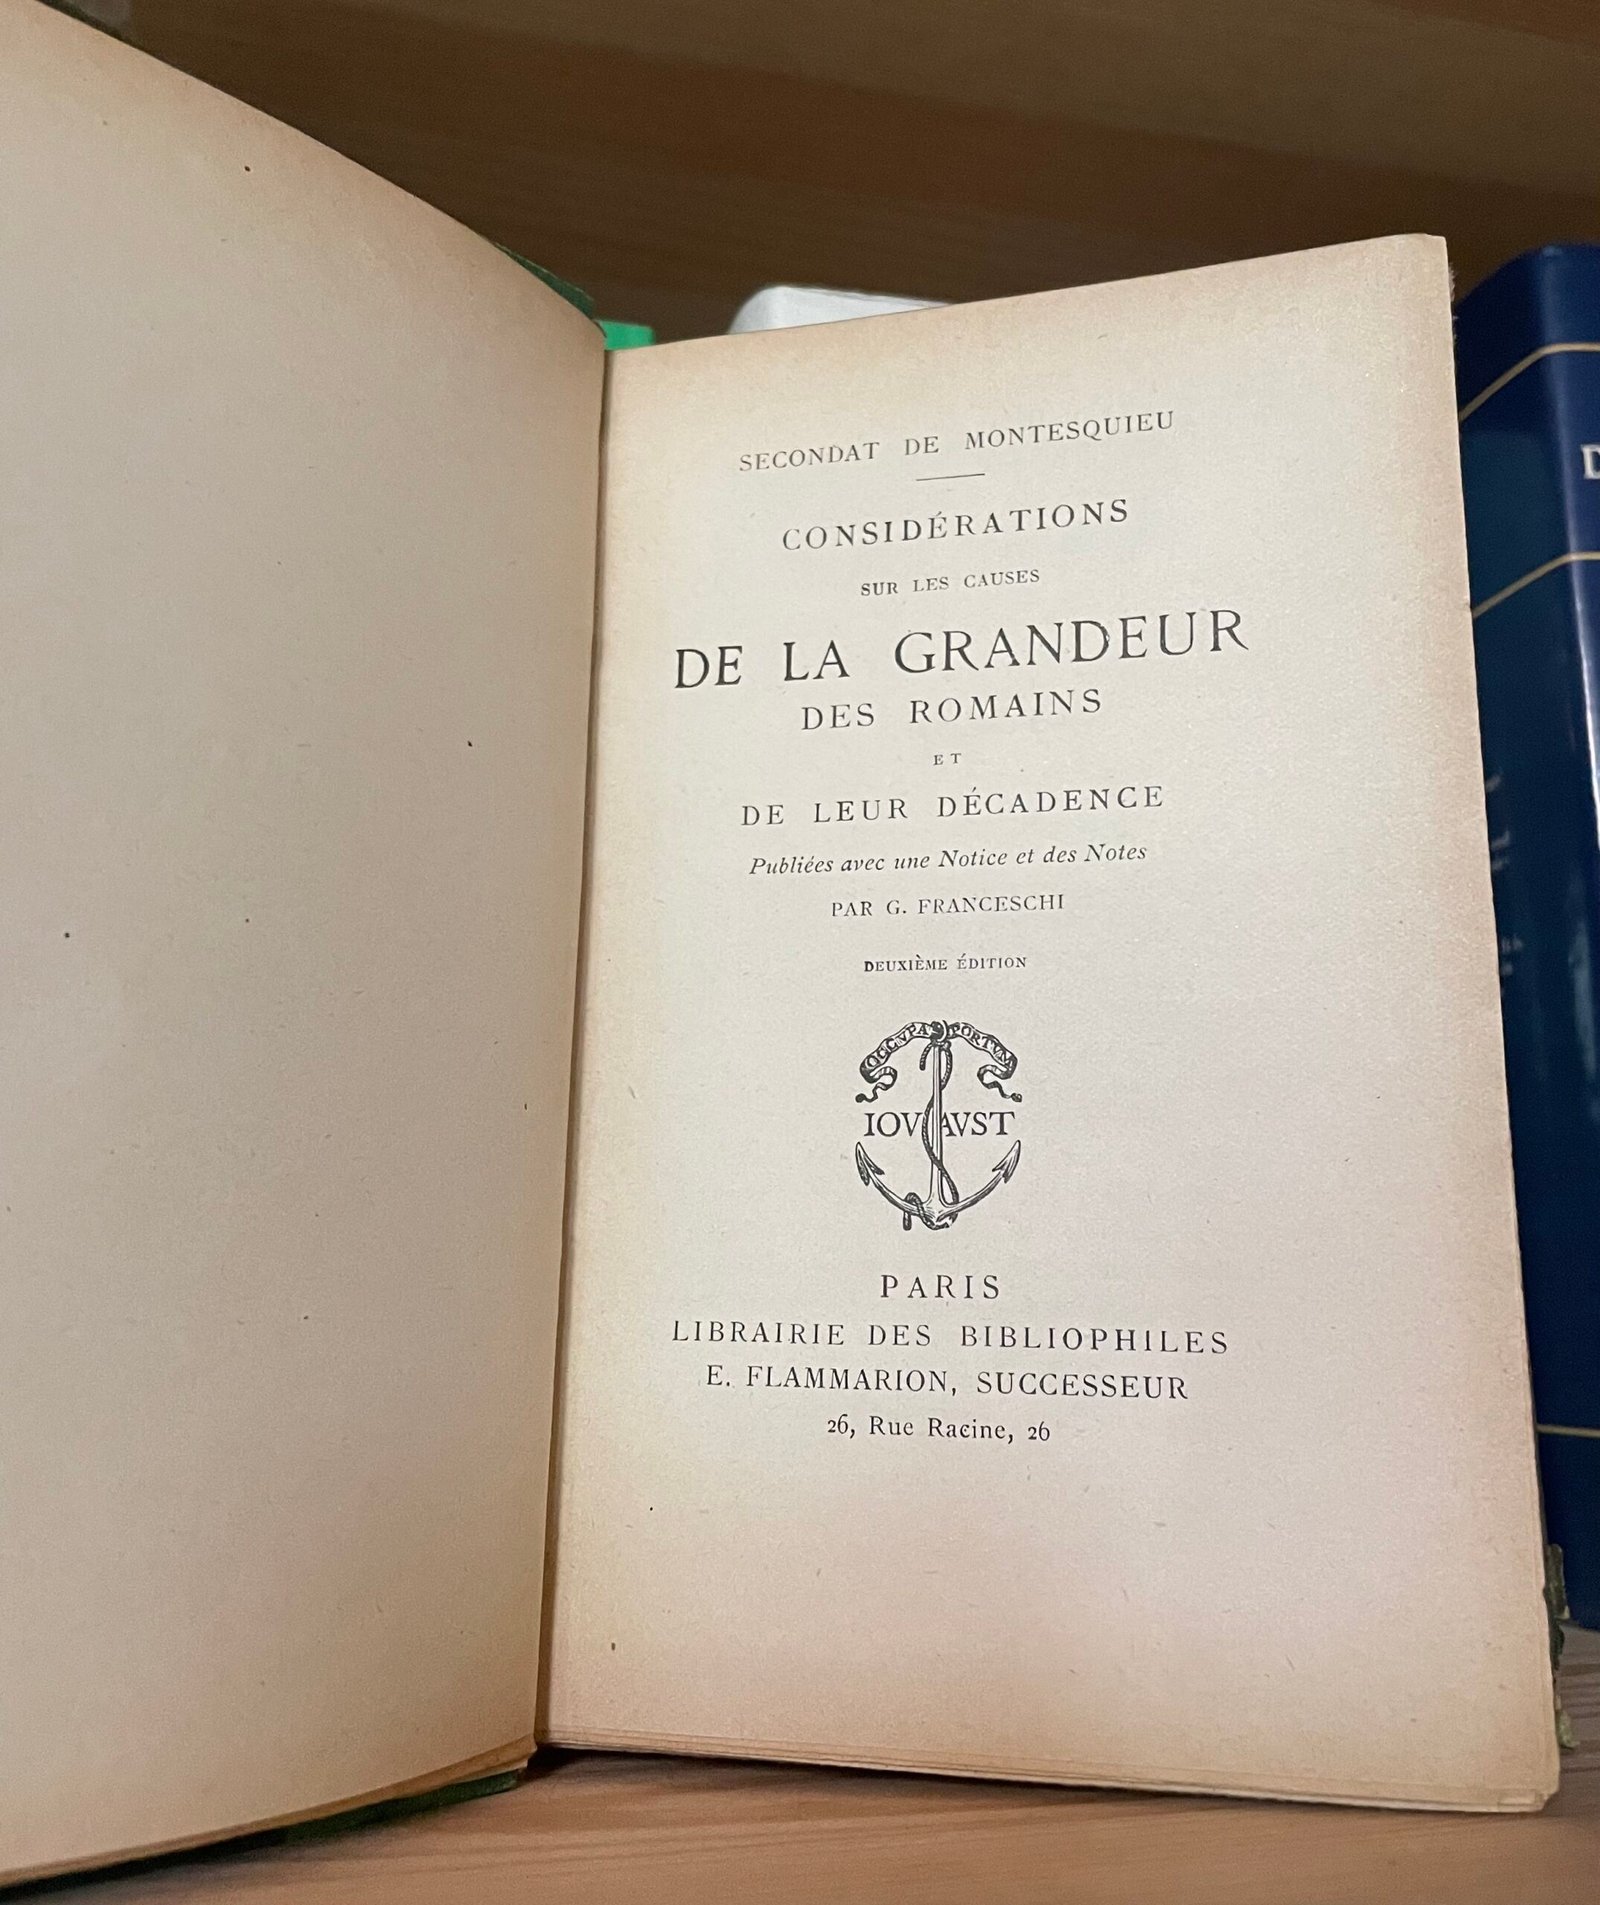 SECONDAT DE MONTESQUIEU
CONSIDÉRATIONS
SUR LES CAUSES
DE LA GRANDEUR
DES ROMAINS
ET
DE LEUR DÉCADENCE
Publiées avec une Notice et des Notes
PAR G. FRANCESCHI
DEUXIÈME ÉDITION
OCCVPA PORTVM
IOV AVST
PARIS
LIBRAIRIE DES BIBLIOPHILES
E. FLAMMARION, SUCCESSEUR
26, Rue Racine, 26
D